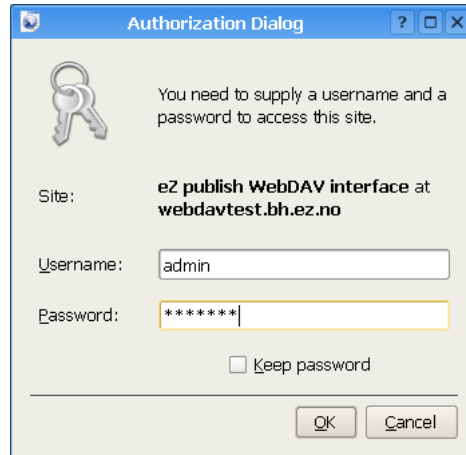 Authorization Dialog
You need to supply a username and a
password to access this site.
Site:
eZ publish WebDAV interface at
webdavtest.bh.ez.no
Username:
admin
Password:
*******
Keep password
OK
Cancel